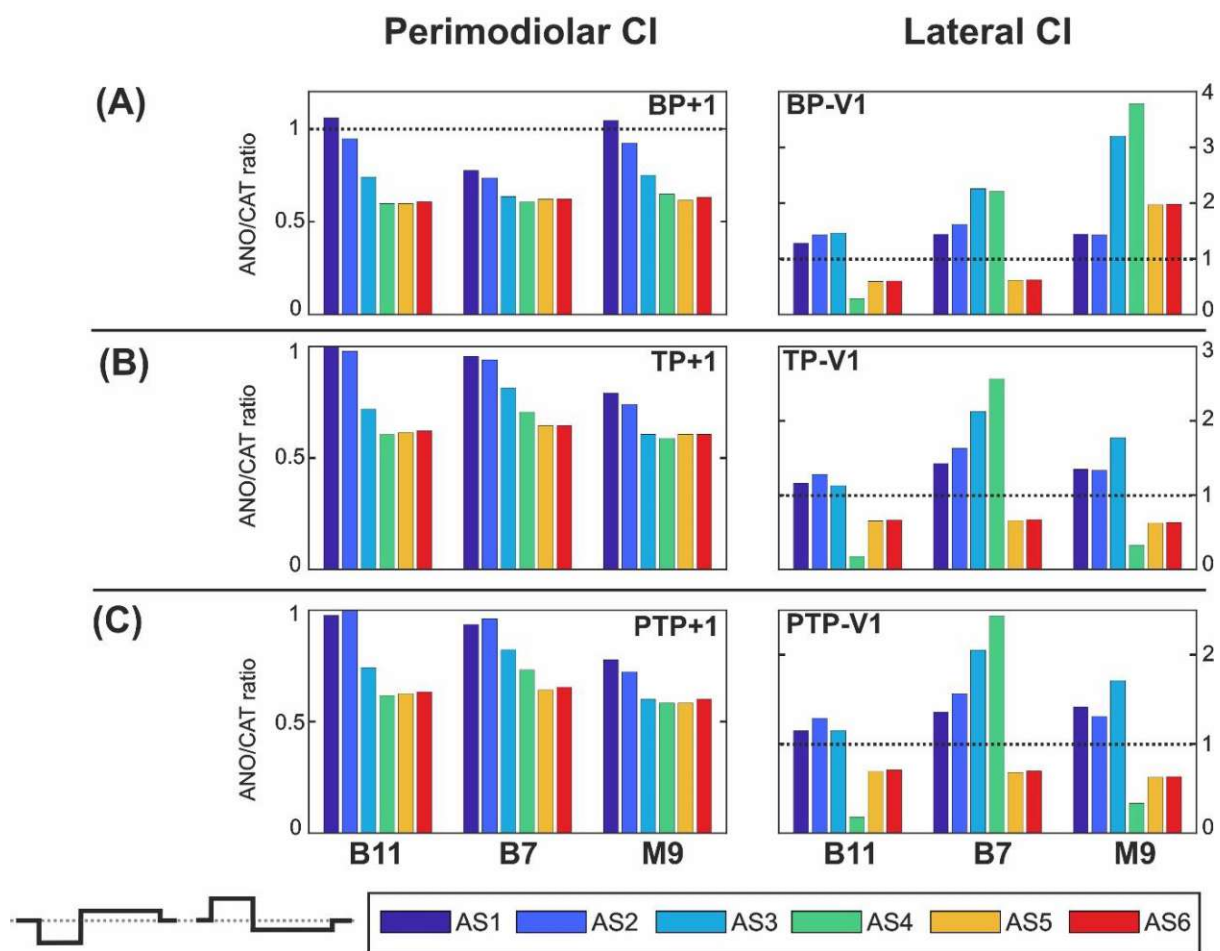 Perimodiolar CI Lateral CI
(A) BP+1 BP-V1
ANO/CAT ratio
1
0.5
0
4
3
2
1
0
(B) TP+1 TP-V1
ANO/CAT ratio
1
0.5
0
3
2
1
0
(C) PTP+1 PTP-V1
ANO/CAT ratio
1
0.5
0
2
1
0
B11 B7 M9 B11 B7 M9
AS1 AS2 AS3 AS4 AS5 AS6